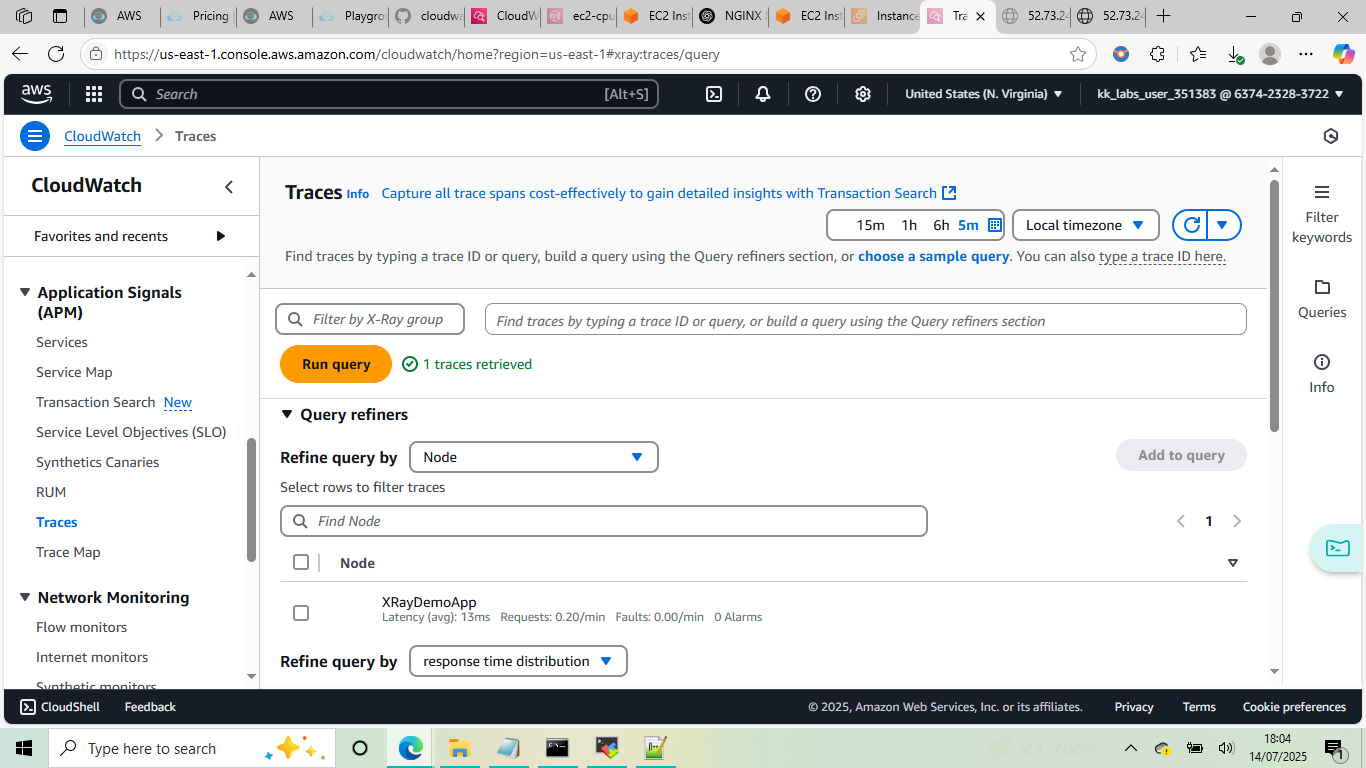 AWS
Pricing
AWS
Playgro
cloudwa
CloudW
ec2-cpu
EC2 Inst
NGINX
EC2 Inst
Instance
Tra
52.73.24
52.73.24
https://us-east-1.console.aws.amazon.com/cloudwatch/home?region=us-east-1#xray:traces/query
aws
Search
[Alt+S]
United States (N. Virginia)
kk_labs_user_351383 @ 6374-2328-3722
CloudWatch
Traces
CloudWatch
Favorites and recents
Application Signals
(APM)
Services
Service Map
Transaction Search New
Service Level Objectives (SLO)
Synthetics Canaries
RUM
Traces
Trace Map
Network Monitoring
Flow monitors
Internet monitors
Synthetic monitors
Traces Info Capture all trace spans cost-effectively to gain detailed insights with Transaction Search
15m 1h 6h 5m
Local timezone
Find traces by typing a trace ID or query, build a query using the Query refiners section, or choose a sample query. You can also type a trace ID here.
Filter by X-Ray group
Find traces by typing a trace ID or query, or build a query using the Query refiners section
Run query
1 traces retrieved
Query refiners
Refine query by
Node
Add to query
Select rows to filter traces
Find Node
1
Node
XRayDemoApp
Latency (avg): 13ms Requests: 0.20/min Faults: 0.00/min 0 Alarms
Refine query by
response time distribution
Filter
keywords
Queries
Info
CloudShell
Feedback
© 2025, Amazon Web Services, Inc. or its affiliates.
Privacy
Terms
Cookie preferences
Type here to search
18:04
14/07/2025
1